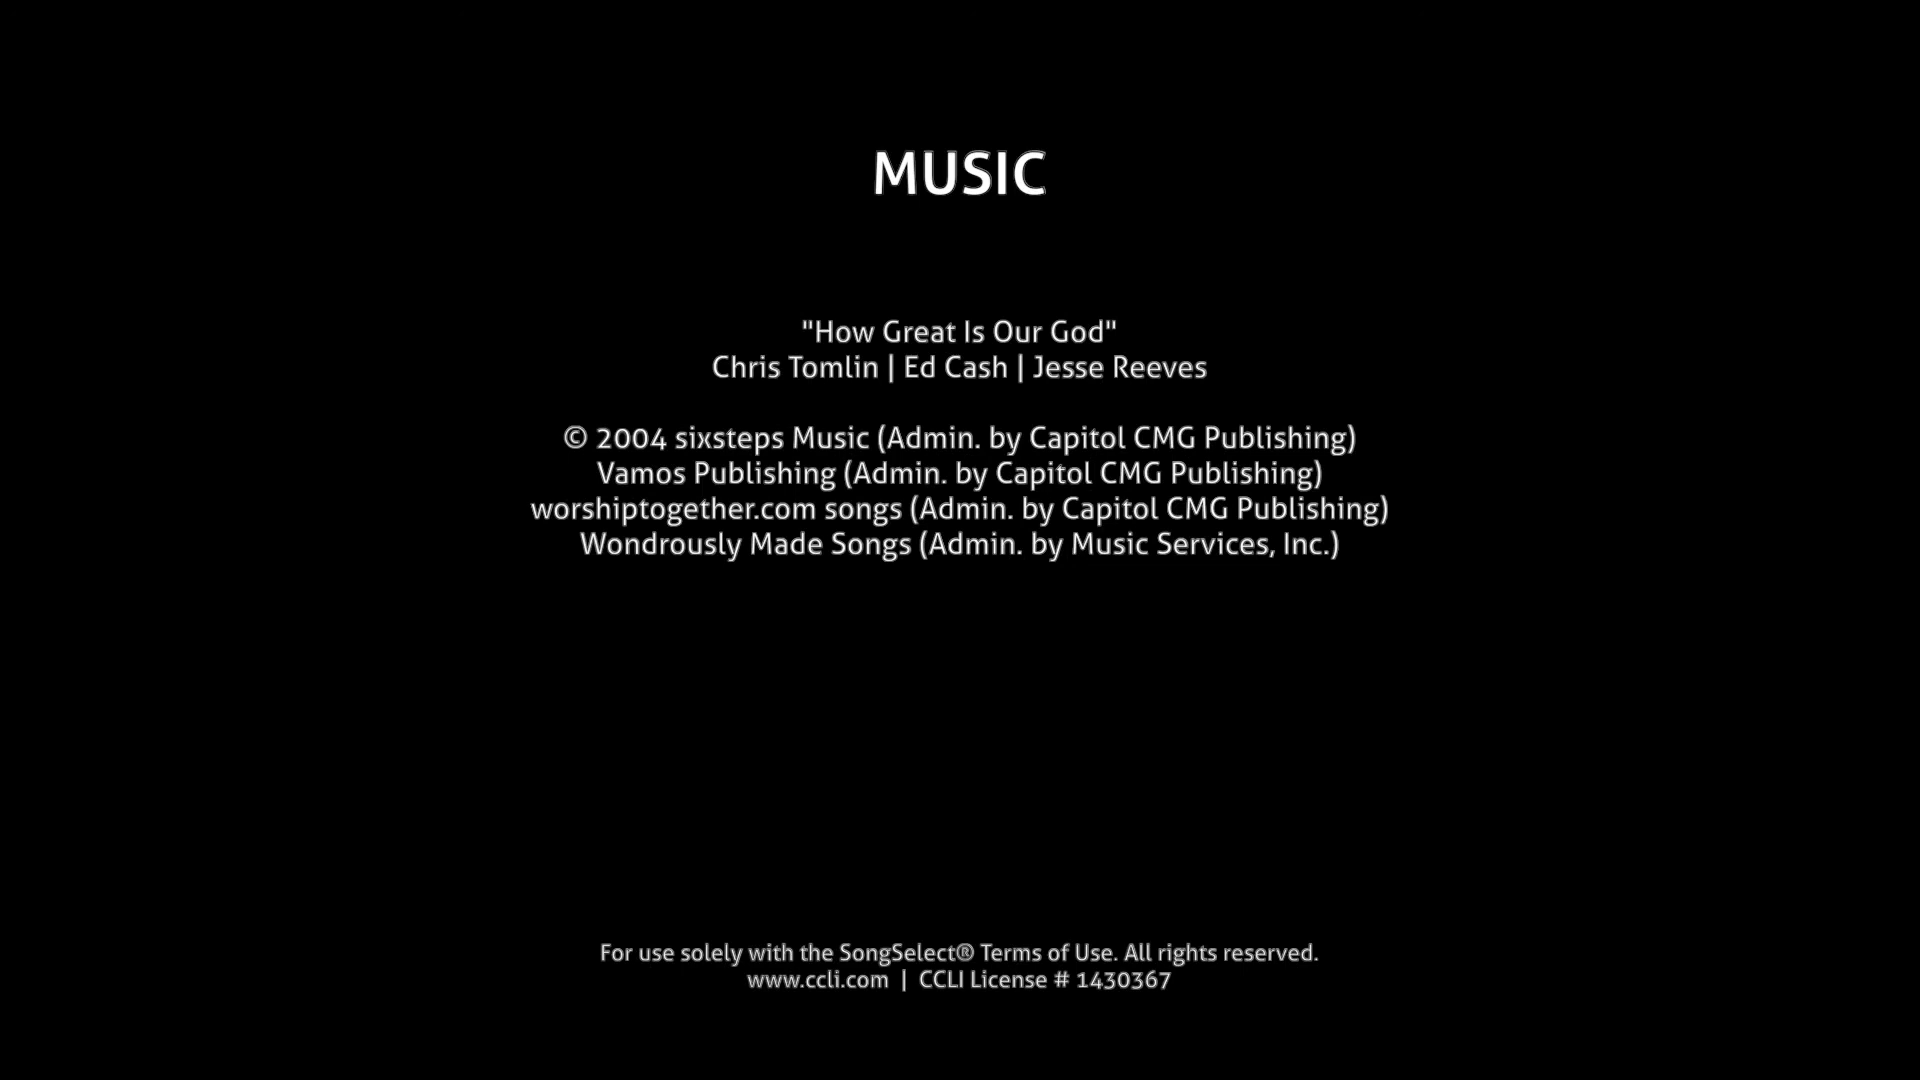 MUSIC
"How Great Is Our God"
Chris Tomlin | Ed Cash | Jesse Reeves
© 2004 sixsteps Music (Admin. by Capitol CMG Publishing)
Vamos Publishing (Admin. by Capitol CMG Publishing)
worshiptogether.com songs (Admin. by Capitol CMG Publishing)
Wondrously Made Songs (Admin. by Music Services, Inc.)
For use solely with the SongSelect® Terms of Use. All rights reserved.
www.ccli.com | CCLI License # 1430367